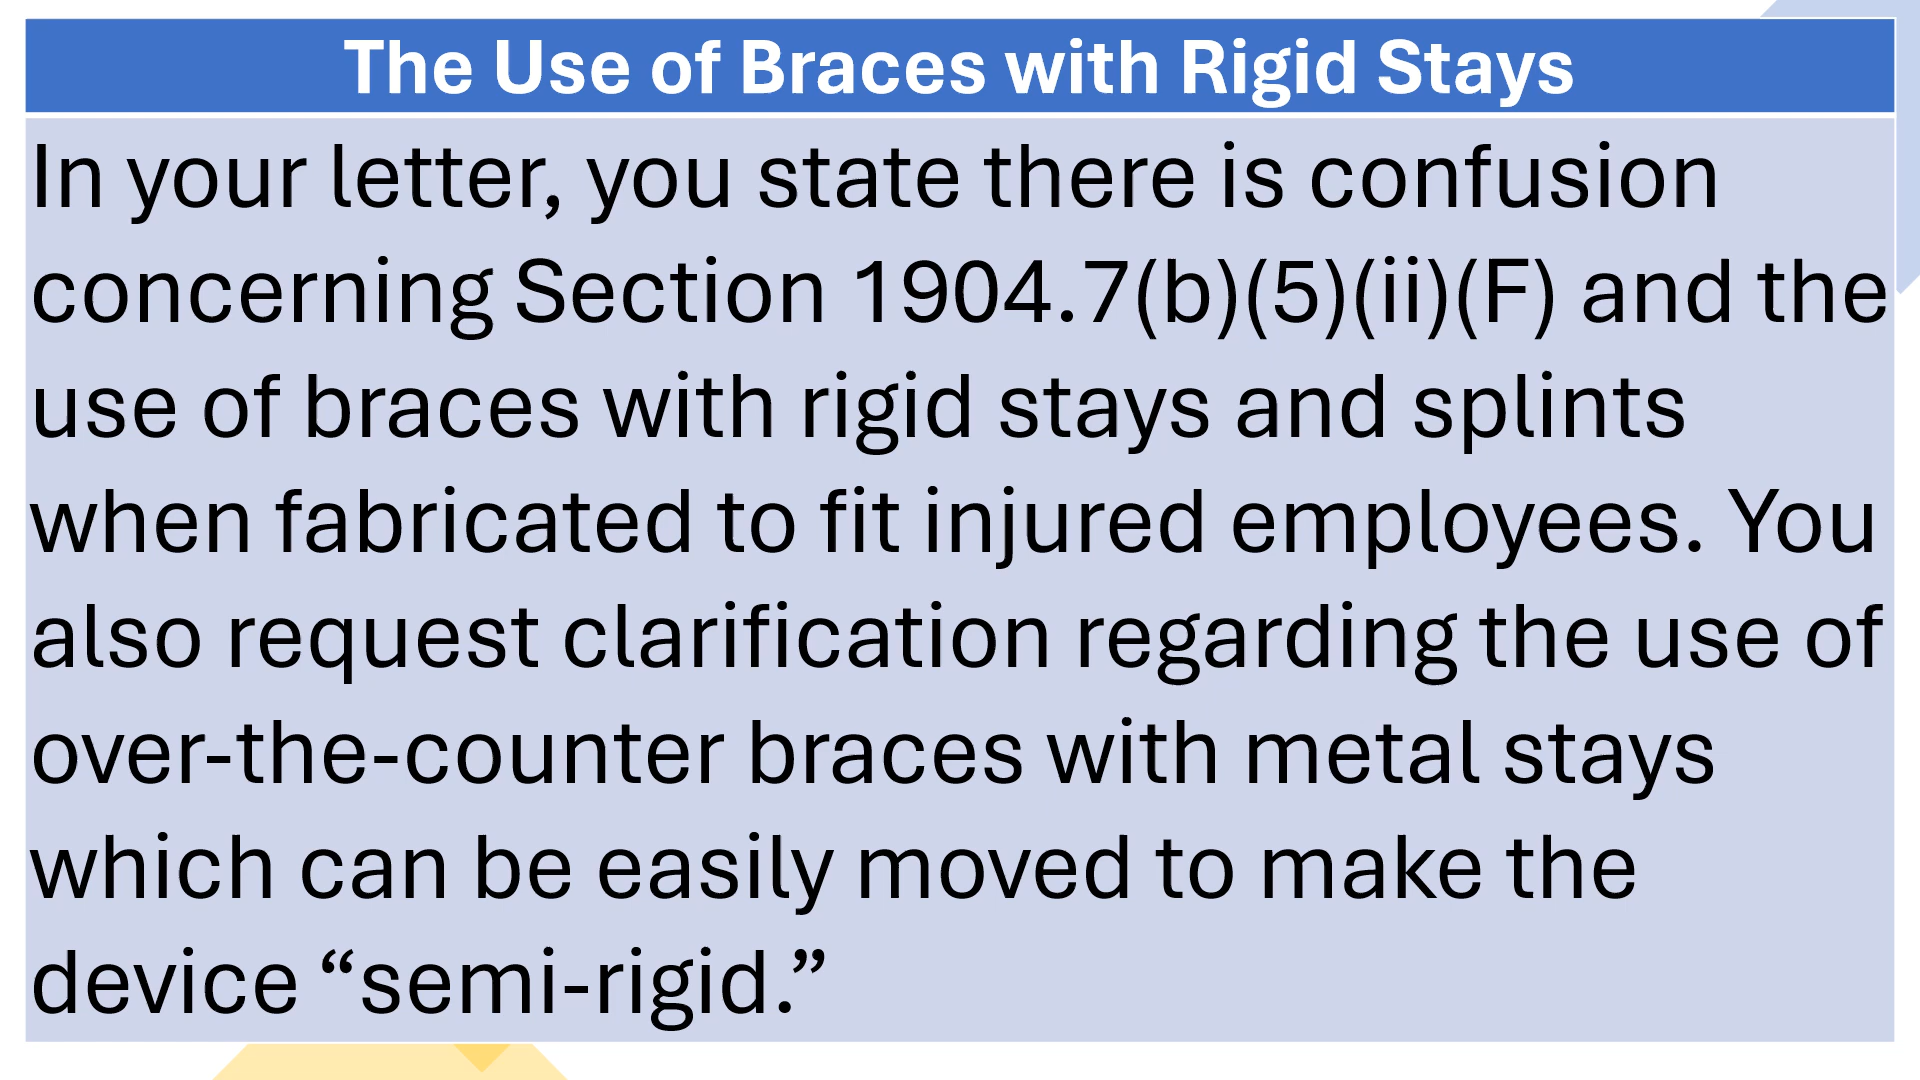 The Use of Braces with Rigid Stays
In your letter, you state there is confusion
concerning Section 1904.7(b)(5)(ii)(F) and the
use of braces with rigid stays and splints
when fabricated to fit injured employees. You
also request clarification regarding the use of
over-the-counter braces with metal stays
which can be easily moved to make the
device “semi-rigid.”